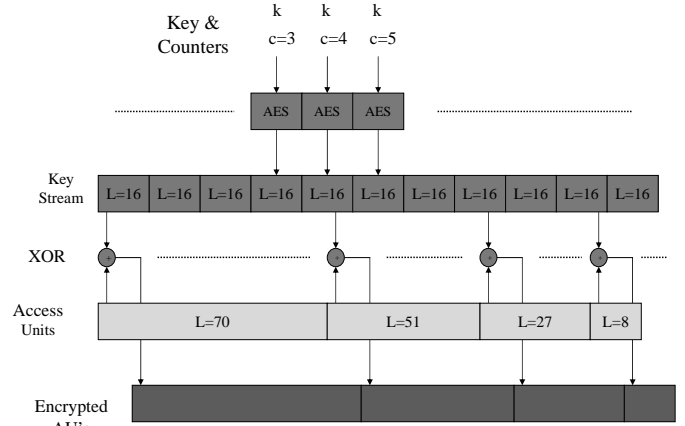 Key &
Counters
k k k
c=3 c=4 c=5
AES AES AES
Key
Stream
L=16 L=16 L=16 L=16 L=16 L=16 L=16 L=16 L=16 L=16 L=16
XOR
+ + + +
Access
Units
L=70 L=51 L=27 L=8
Encrypted
AU's